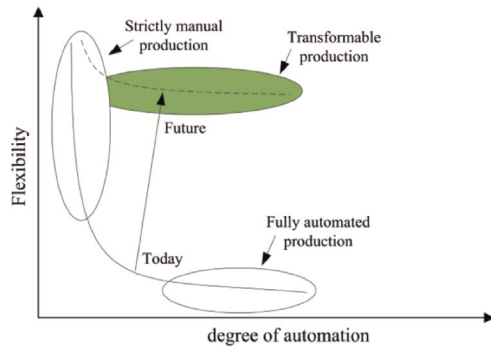 Strictly manual
production
Transformable
production
Flexibility
Future
Fully automated
production
Today
degree of automation